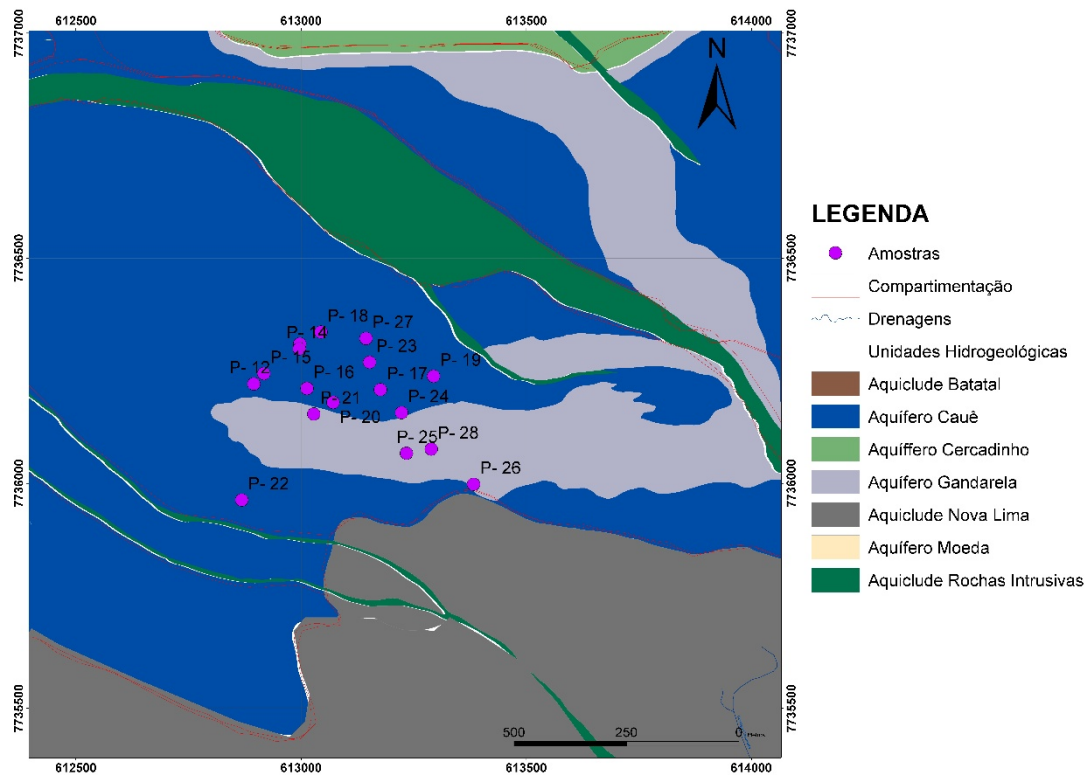 612500 613000 613500 614000
7737000 7737000
N
7736500 7736500
P- 18
P- 27
P- 14
P- 23
P- 15
P- 12
P- 19
P- 16
P- 17
P- 21
P- 24
P- 20
P- 28
P- 25
P- 26
P- 22
7736000 7736000
7735500 7735500
500 250 0
612500 613000 613500 614000
LEGENDA
Amostras
Compartimentação
Drenagens
Unidades Hidrogeológicas
Aquiclude Batatal
Aquífero Cauê
Aquíffero Cercadinho
Aquífero Gandarela
Aquiclude Nova Lima
Aquífero Moeda
Aquiclude Rochas Intrusivas